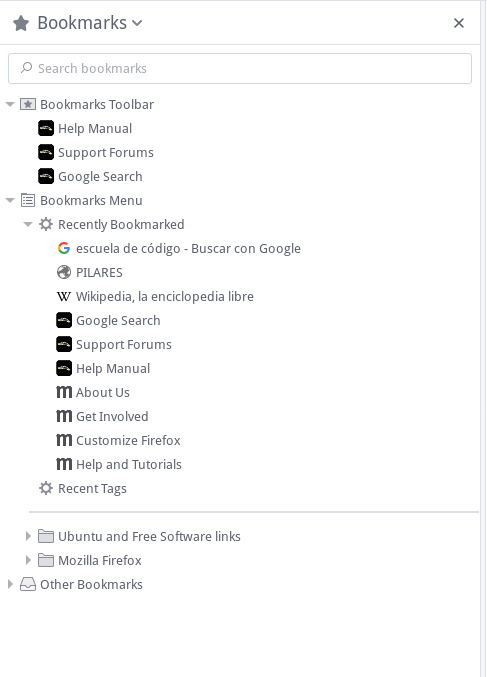 Bookmarks
Search bookmarks
Bookmarks Toolbar
Help Manual
Support Forums
Google Search
Bookmarks Menu
Recently Bookmarked
escuela de código - Buscar con Google
PILARES
Wikipedia, la enciclopedia libre
Google Search
Support Forums
Help Manual
About Us
Get Involved
Customize Firefox
Help and Tutorials
Recent Tags
Ubuntu and Free Software links
Mozilla Firefox
Other Bookmarks